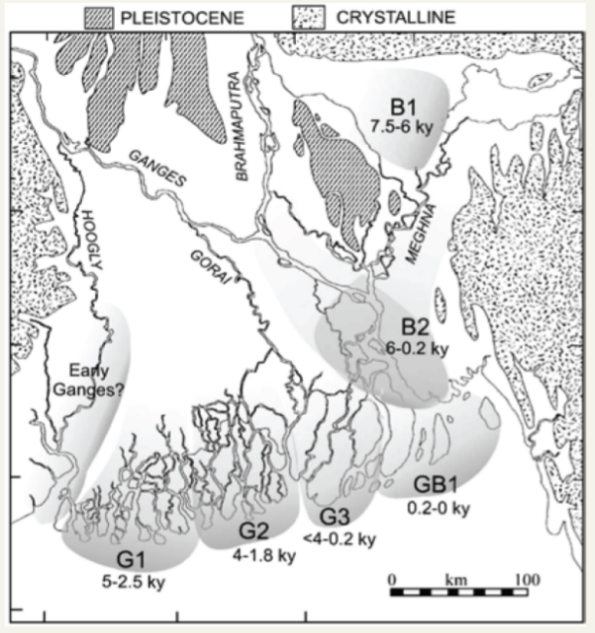 PLEISTOCENE
CRYSTALLINE
B1
7.5-6 ky
BRAHMAPUTRA
GANGES
HOOGLY
GORAI
MEGHNA
B2
6-0.2 ky
Early
Ganges?
GB1
0.2-0 ky
G3
<4-0.2 ky
G2
4-1.8 ky
G1
5-2.5 ky
0 km 100